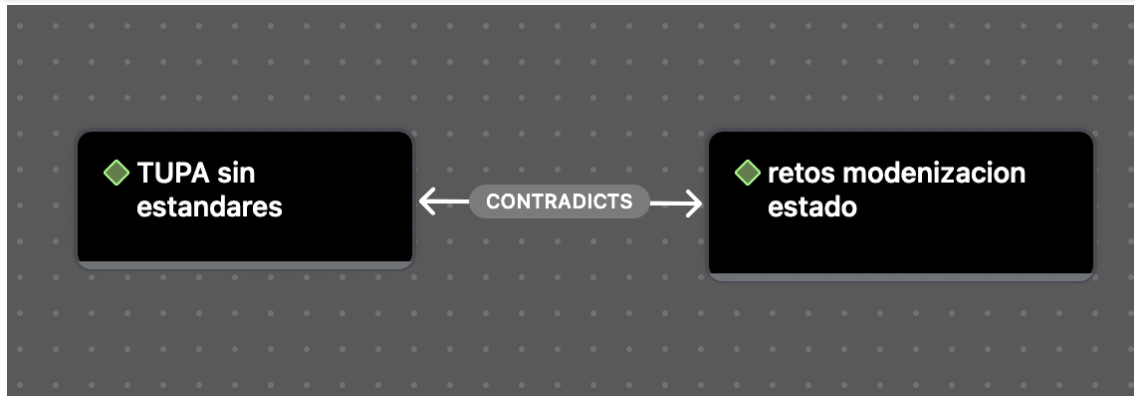 TUPA sin
estandares
CONTRADICTS
retos modenizacion
estado